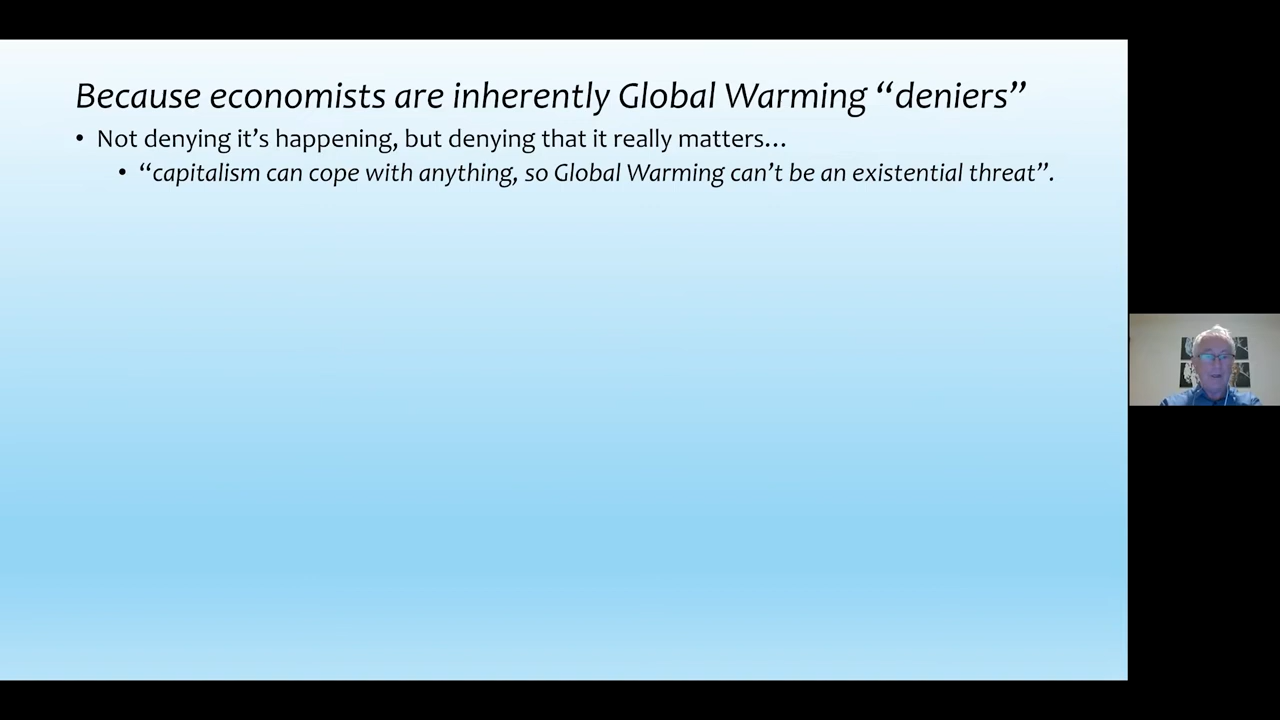 Because economists are inherently Global Warming “deniers”
• Not denying it’s happening, but denying that it really matters…
• “capitalism can cope with anything, so Global Warming can’t be an existential threat”.